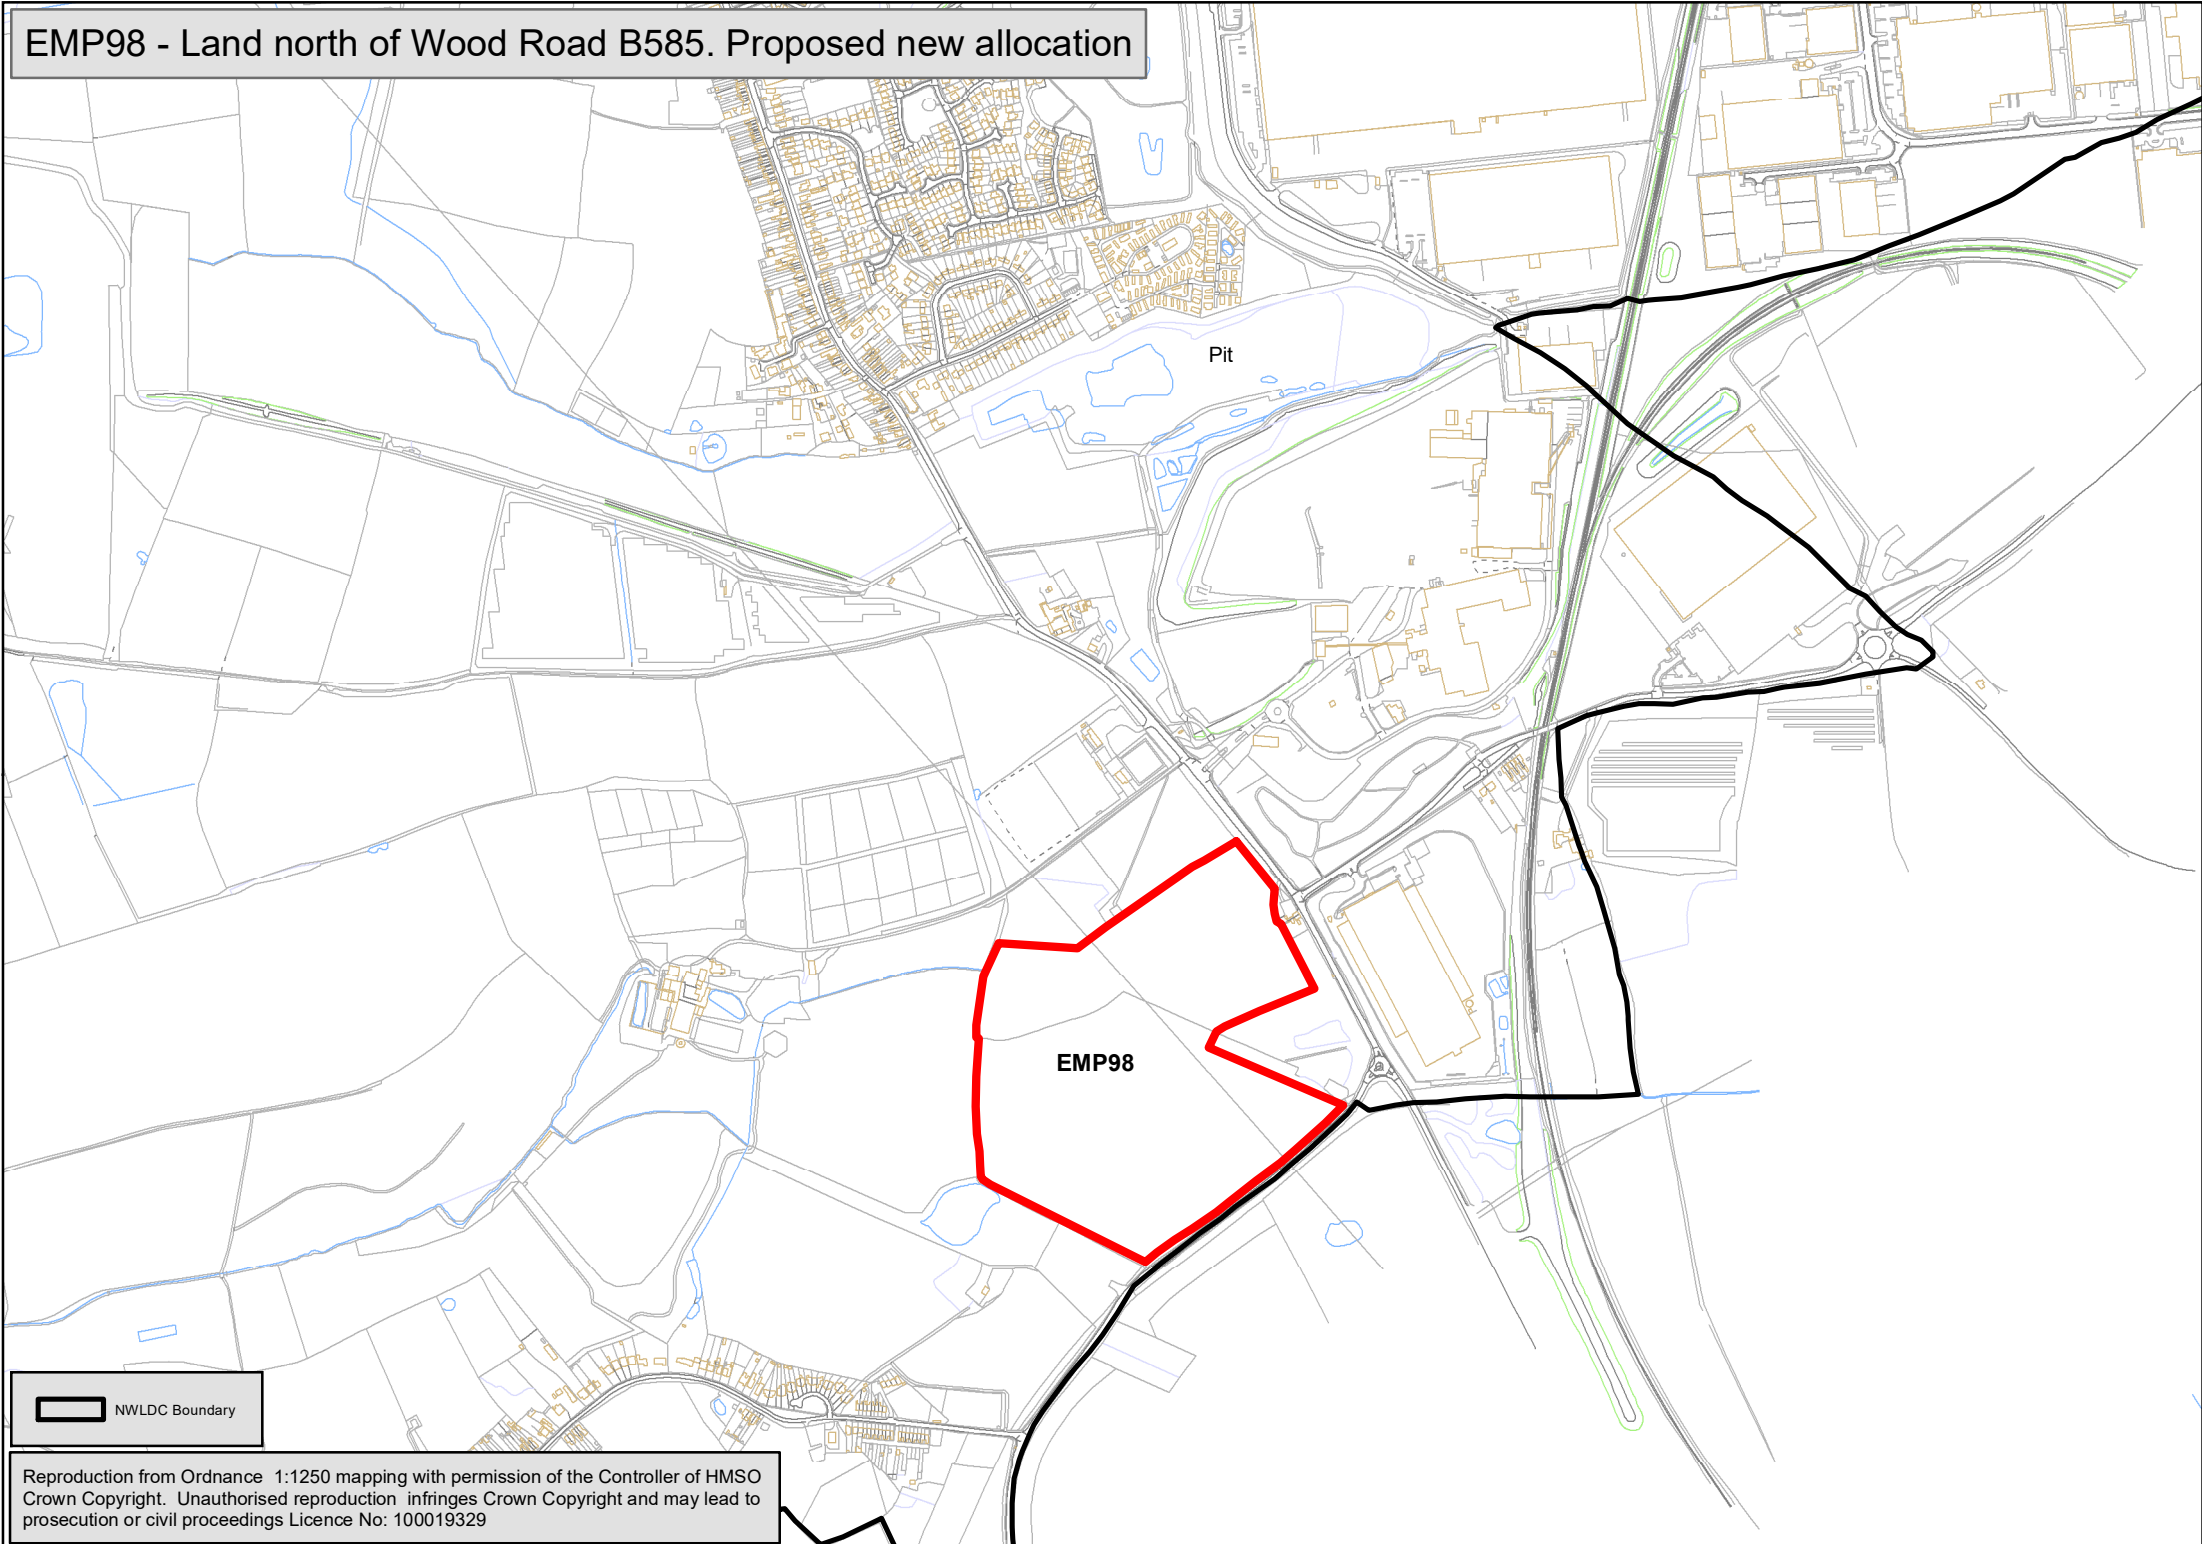 EMP98 - Land north of Wood Road B585. Proposed new allocation
Pit
EMP98
NWLDC Boundary
Reproduction from Ordnance 1:1250 mapping with permission of the Controller of HMSO
Crown Copyright. Unauthorised reproduction infringes Crown Copyright and may lead to
prosecution or civil proceedings Licence No: 100019329